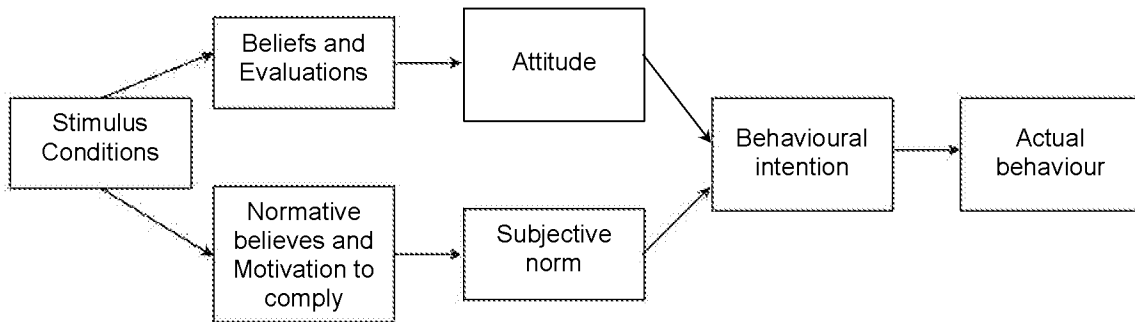 Beliefs and
Evaluations
Attitude
Stimulus
Conditions
Behavioural
intention
Actual
behaviour
Normative
believes and
Motivation to
comply
Subjective
norm